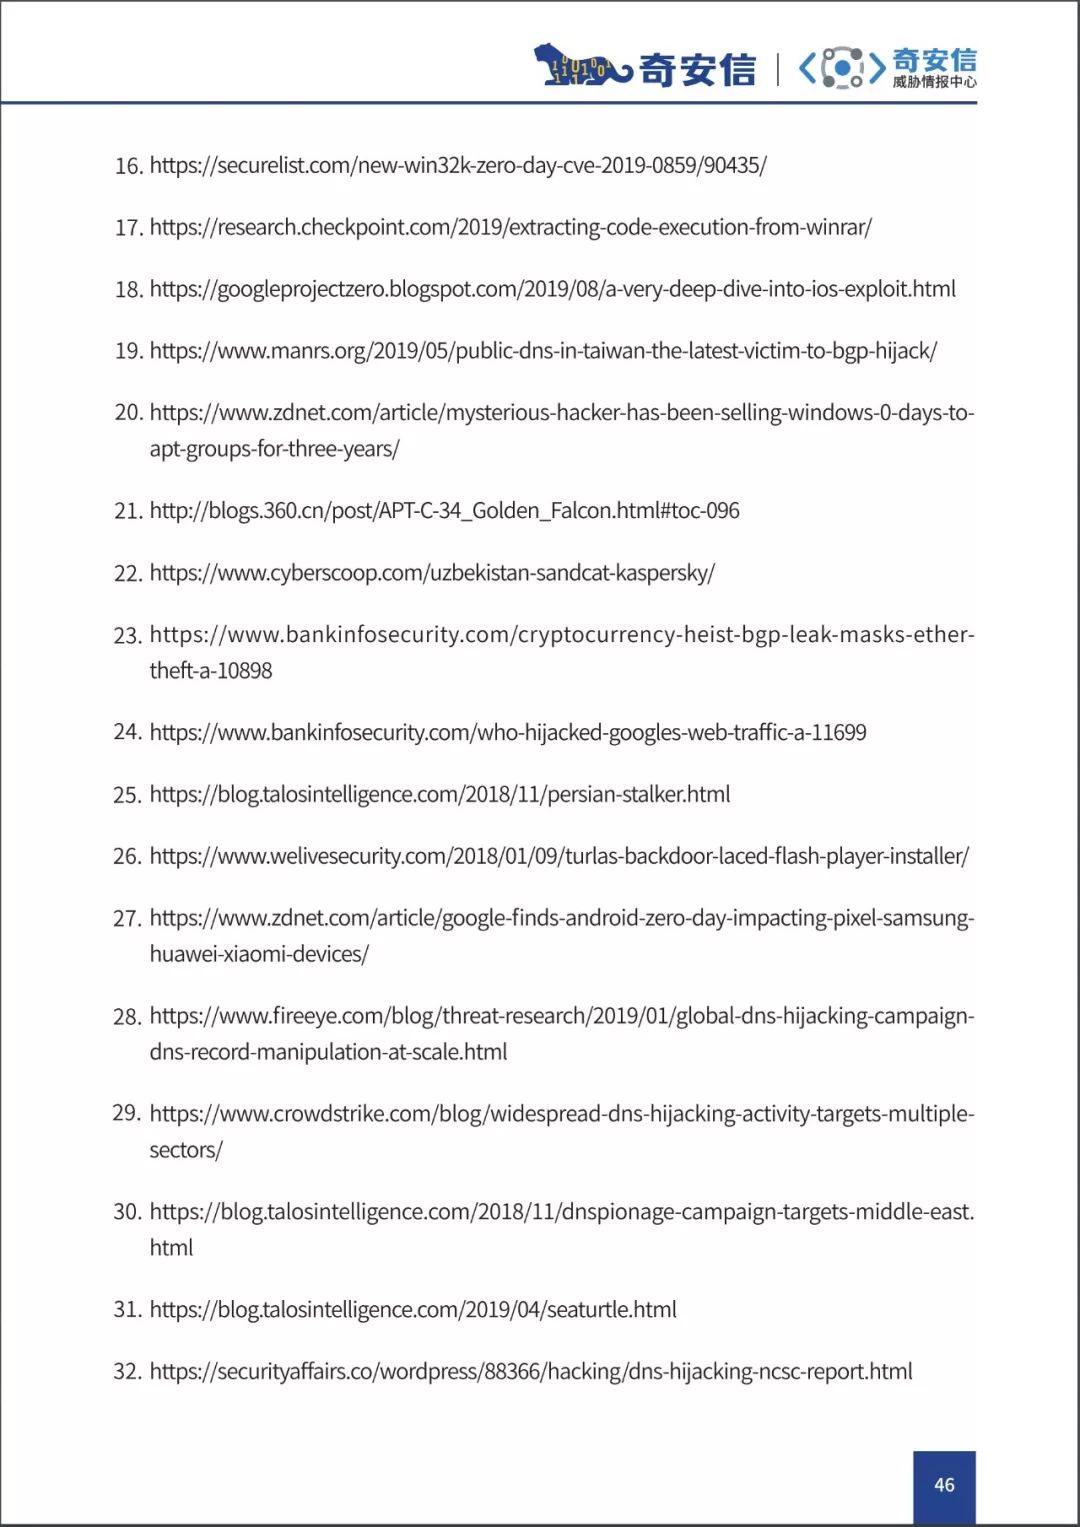 奇安信
奇安信
威胁情报中心
16. https://securelist.com/new-win32k-zero-day-cve-2019-0859/90435/
17. https://research.checkpoint.com/2019/extracting-code-execution-from-winrar/
18. https://googleprojectzero.blogspot.com/2019/08/a-very-deep-dive-into-ios-exploit.html
19. https://www.manrs.org/2019/05/public-dns-in-taiwan-the-latest-victim-to-bgp-hijack/
20. https://www.zdnet.com/article/mysterious-hacker-has-been-selling-windows-0-days-to-
apt-groups-for-three-years/
21. http://blogs.360.cn/post/APT-C-34_Golden_Falcon.html#toc-096
22. https://www.cyberscoop.com/uzbekistan-sandcat-kaspersky/
23. https://www.bankinfosecurity.com/cryptocurrency-heist-bgp-leak-masks-ether-
theft-a-10898
24. https://www.bankinfosecurity.com/who-hijacked-googles-web-traffic-a-11699
25. https://blog.talosintelligence.com/2018/11/persian-stalker.html
26. https://www.welivesecurity.com/2018/01/09/turlas-backdoor-laced-flash-player-installer/
27. https://www.zdnet.com/article/google-finds-android-zero-day-impacting-pixel-samsung-
huawei-xiaomi-devices/
28. https://www.fireeye.com/blog/threat-research/2019/01/global-dns-hijacking-campaign-
dns-record-manipulation-at-scale.html
29. https://www.crowdstrike.com/blog/widespread-dns-hijacking-activity-targets-multiple-
sectors/
30. https://blog.talosintelligence.com/2018/11/dnspionage-campaign-targets-middle-east.
html
31. https://blog.talosintelligence.com/2019/04/seaturtle.html
32. https://securityaffairs.co/wordpress/88366/hacking/dns-hijacking-ncsc-report.html
46